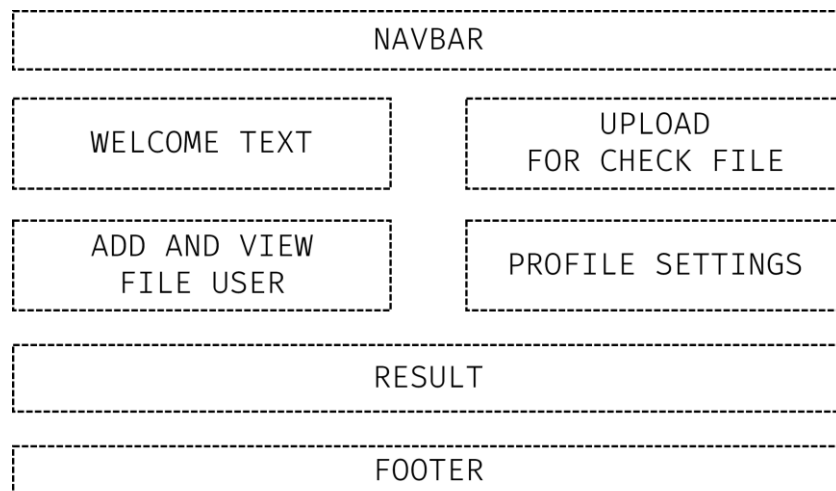 NAVBAR
WELCOME TEXT
UPLOAD
FOR CHECK FILE
ADD AND VIEW
FILE USER
PROFILE SETTINGS
RESULT
FOOTER